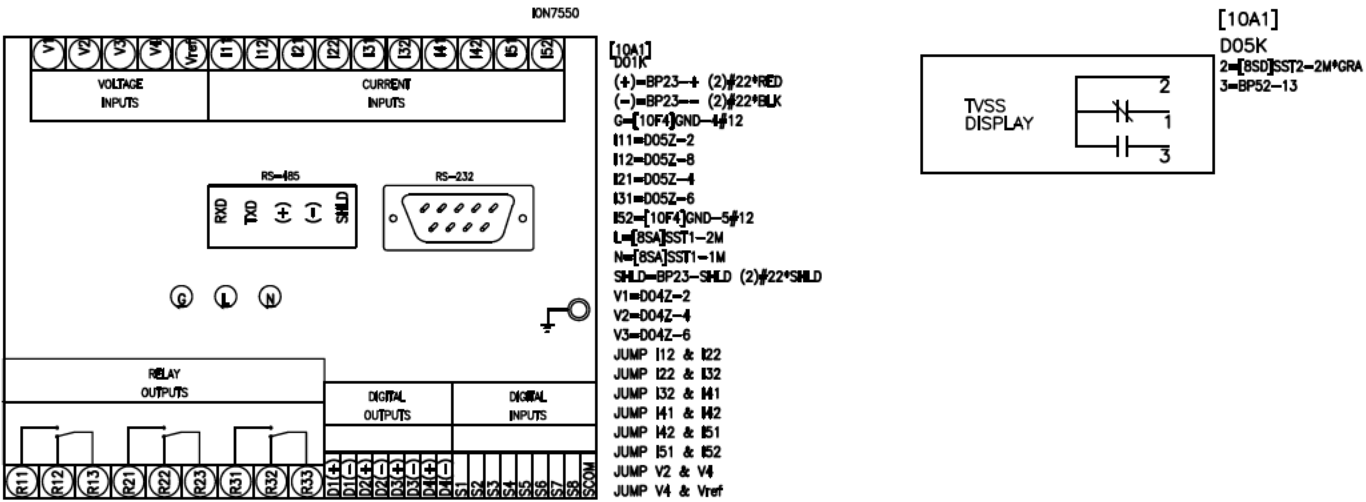 ION7550
V1 V2 V3 V4 Vref I11 I12 I21 I22 I31 I32 I41 I42 I51 I52
VOLTAGE
INPUTS
CURRENT
INPUTS
RS-485
RXD TXD (+) (-) SHLD
RS-232
G L N
RELAY
OUTPUTS
DIGITAL
OUTPUTS
DIGITAL
INPUTS
R11 R12 R13 R21 R22 R23 R31 R32 R33 D1(+) D1(-) D2(+) D2(-) D3(+) D3(-) D4(+) D4(-) S1 S2 S3 S4 S5 S6 S7 S8 SCOM
[10A1]
D01K
(+)=BP23-+ (2)#22*RED
(-)=BP23-- (2)#22*BLK
G=[10F4]GND-4#12
I11=D05Z-2
I12=D05Z-8
I21=D05Z-4
I31=D05Z-6
I52=[10F4]GND-5#12
L=[8SA]SST1-2M
N=[8SA]SST1-1M
SHLD=BP23-SHLD (2)#22*SHLD
V1=D04Z-2
V2=D04Z-4
V3=D04Z-6
JUMP I12 & I22
JUMP I22 & I32
JUMP I32 & I41
JUMP I41 & I42
JUMP I42 & I51
JUMP I51 & I52
JUMP V2 & V4
JUMP V4 & Vref
TVSS
DISPLAY
2
1
3
[10A1]
D05K
2=[8SD]SST2-2M*GRA
3=BP52-13